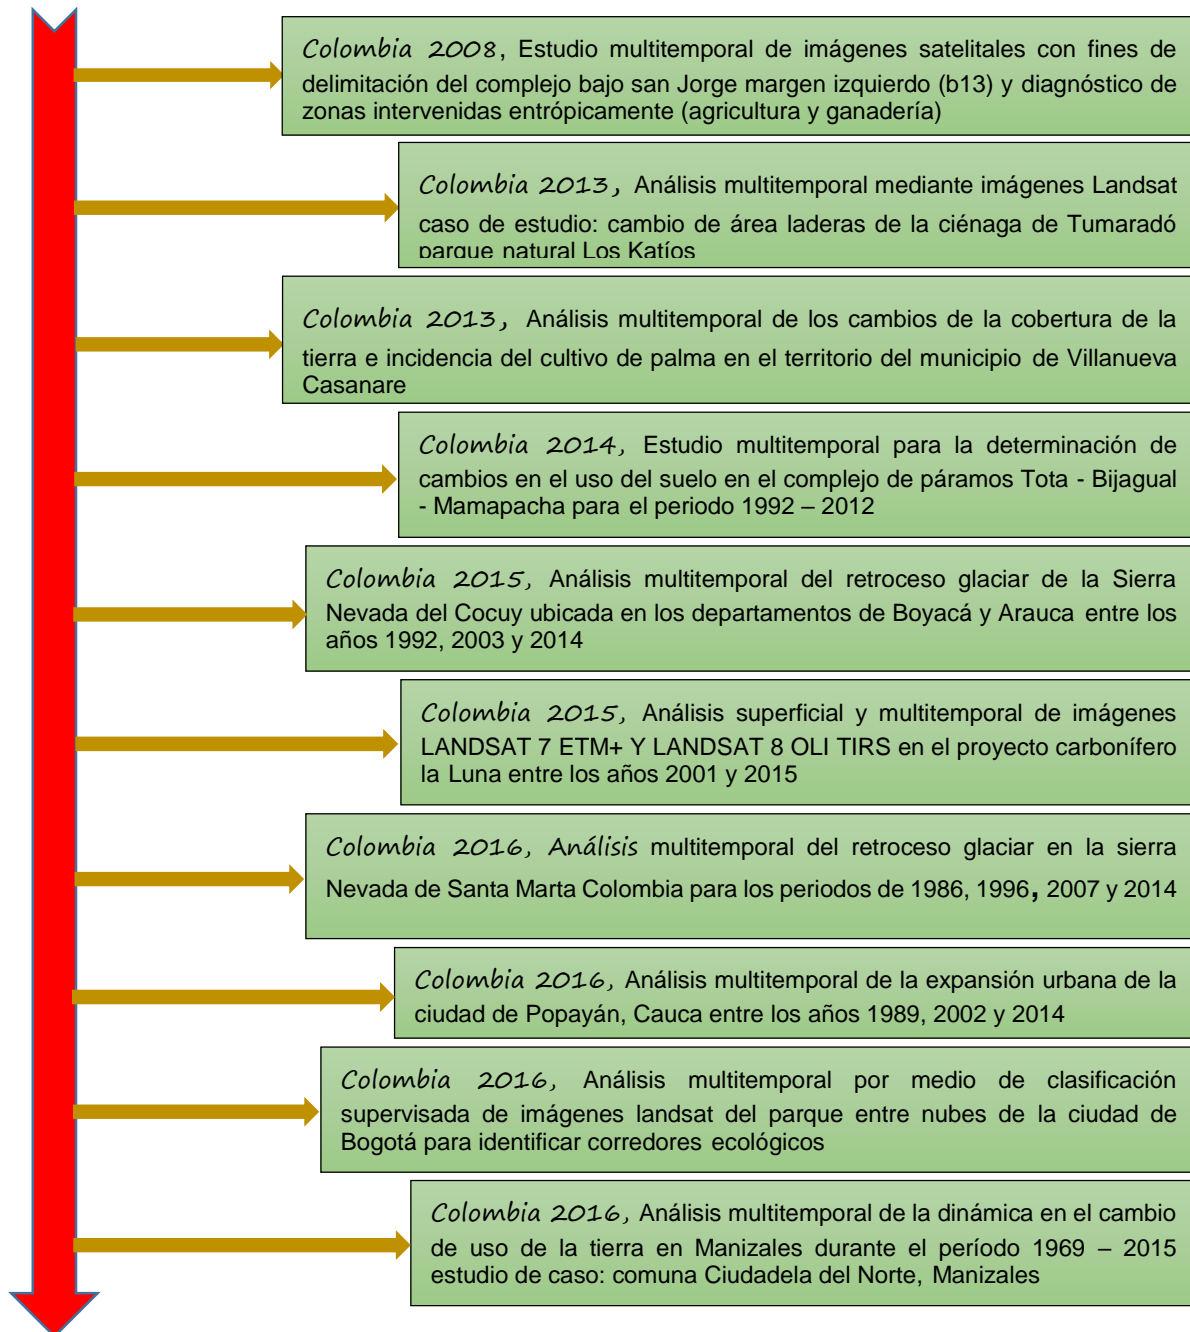 Colombia 2008, Estudio multitemporal de imágenes satelitales con fines de
delimitación del complejo bajo san Jorge margen izquierdo (b13) y diagnóstico de
zonas intervenidas entrópicamente (agricultura y ganadería)
Colombia 2013, Análisis multitemporal mediante imágenes Landsat
caso de estudio: cambio de área laderas de la ciénaga de Tumaradó
parque natural Los Katíos
Colombia 2013, Análisis multitemporal de los cambios de la cobertura de la
tierra e incidencia del cultivo de palma en el territorio del municipio de Villanueva
Casanare
Colombia 2014, Estudio multitemporal para la determinación de
cambios en el uso del suelo en el complejo de páramos Tota - Bijagual
- Mamapacha para el periodo 1992 – 2012
Colombia 2015, Análisis multitemporal del retroceso glaciar de la Sierra
Nevada del Cocuy ubicada en los departamentos de Boyacá y Arauca entre los
años 1992, 2003 y 2014
Colombia 2015, Análisis superficial y multitemporal de imágenes
LANDSAT 7 ETM+ Y LANDSAT 8 OLI TIRS en el proyecto carbonífero
la Luna entre los años 2001 y 2015
Colombia 2016, Análisis multitemporal del retroceso glaciar en la sierra
Nevada de Santa Marta Colombia para los periodos de 1986, 1996, 2007 y 2014
Colombia 2016, Análisis multitemporal de la expansión urbana de la
ciudad de Popayán, Cauca entre los años 1989, 2002 y 2014
Colombia 2016, Análisis multitemporal por medio de clasificación
supervisada de imágenes landsat del parque entre nubes de la ciudad de
Bogotá para identificar corredores ecológicos
Colombia 2016, Análisis multitemporal de la dinámica en el cambio
de uso de la tierra en Manizales durante el período 1969 – 2015
estudio de caso: comuna Ciudadela del Norte, Manizales